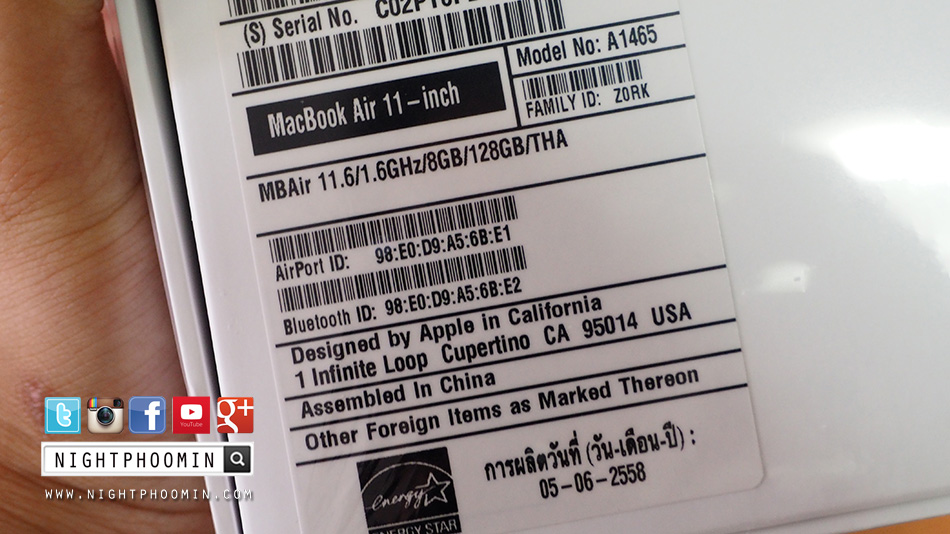 (S) Serial No.
Model No: A1465
MacBook Air 11-inch
FAMILY ID: Z0RK
MBAir 11.6/1.6GHz/8GB/128GB/THA
AirPort ID: 98:E0:D9:A5:6B:E1
Bluetooth ID: 98:E0:D9:A5:6B:E2
Designed by Apple in California
1 Infinite Loop Cupertino CA 95014 USA
Assembled In China
Other Foreign Items as Marked Thereon
การผลิตวันที่ (วัน-เดือน-ปี) :
05-06-2558
energy
ENERGY STAR
YouTube
NIGHTPHOOMIN
WWW.NIGHTPHOOMIN.COM